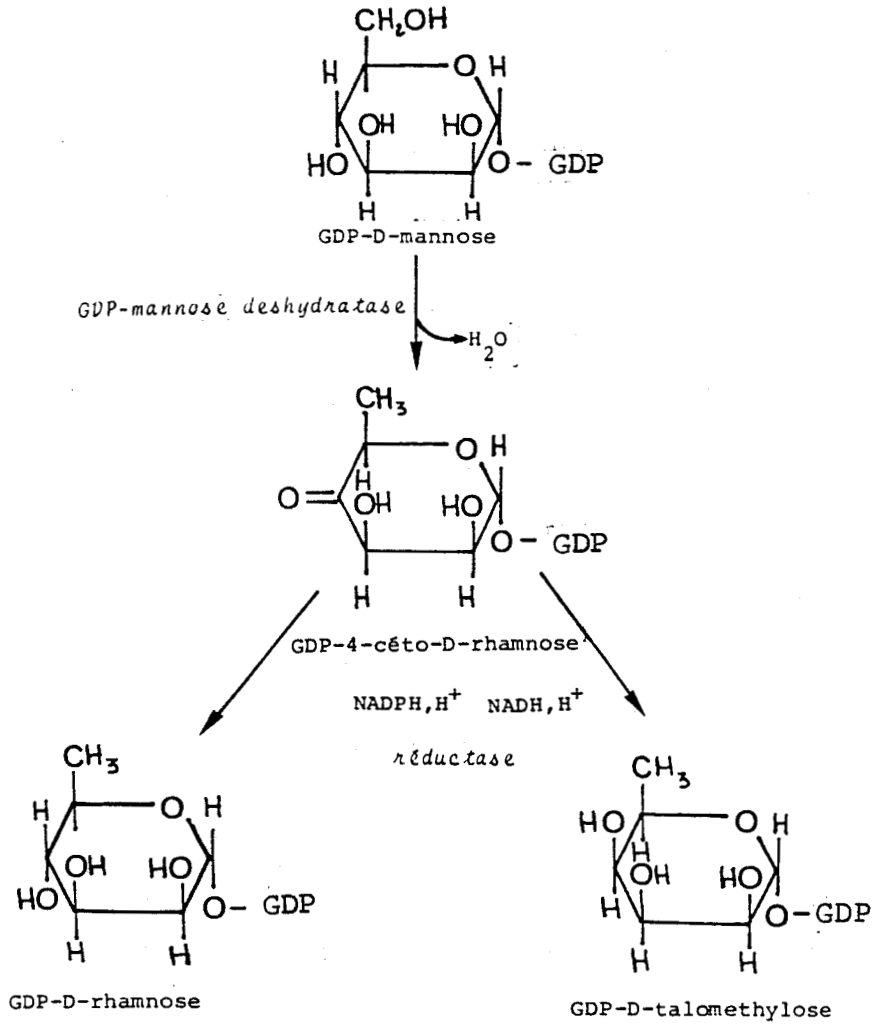 CH₂OH
H O H
OH HO
HO O- GDP
H H
GDP-D-mannose
GDP-mannose deshydratase
H₂O
CH₃
O H
H
O OH HO
O- GDP
H H
GDP-4-céto-D-rhamnose
NADPH,H⁺ NADH,H⁺
réductase
CH₃
H O H
OH HO
HO O- GDP
H H
GDP-D-rhamnose
CH₃
HO O H
H
OH HO
H O-GDP
H H
GDP-D-talomethylose